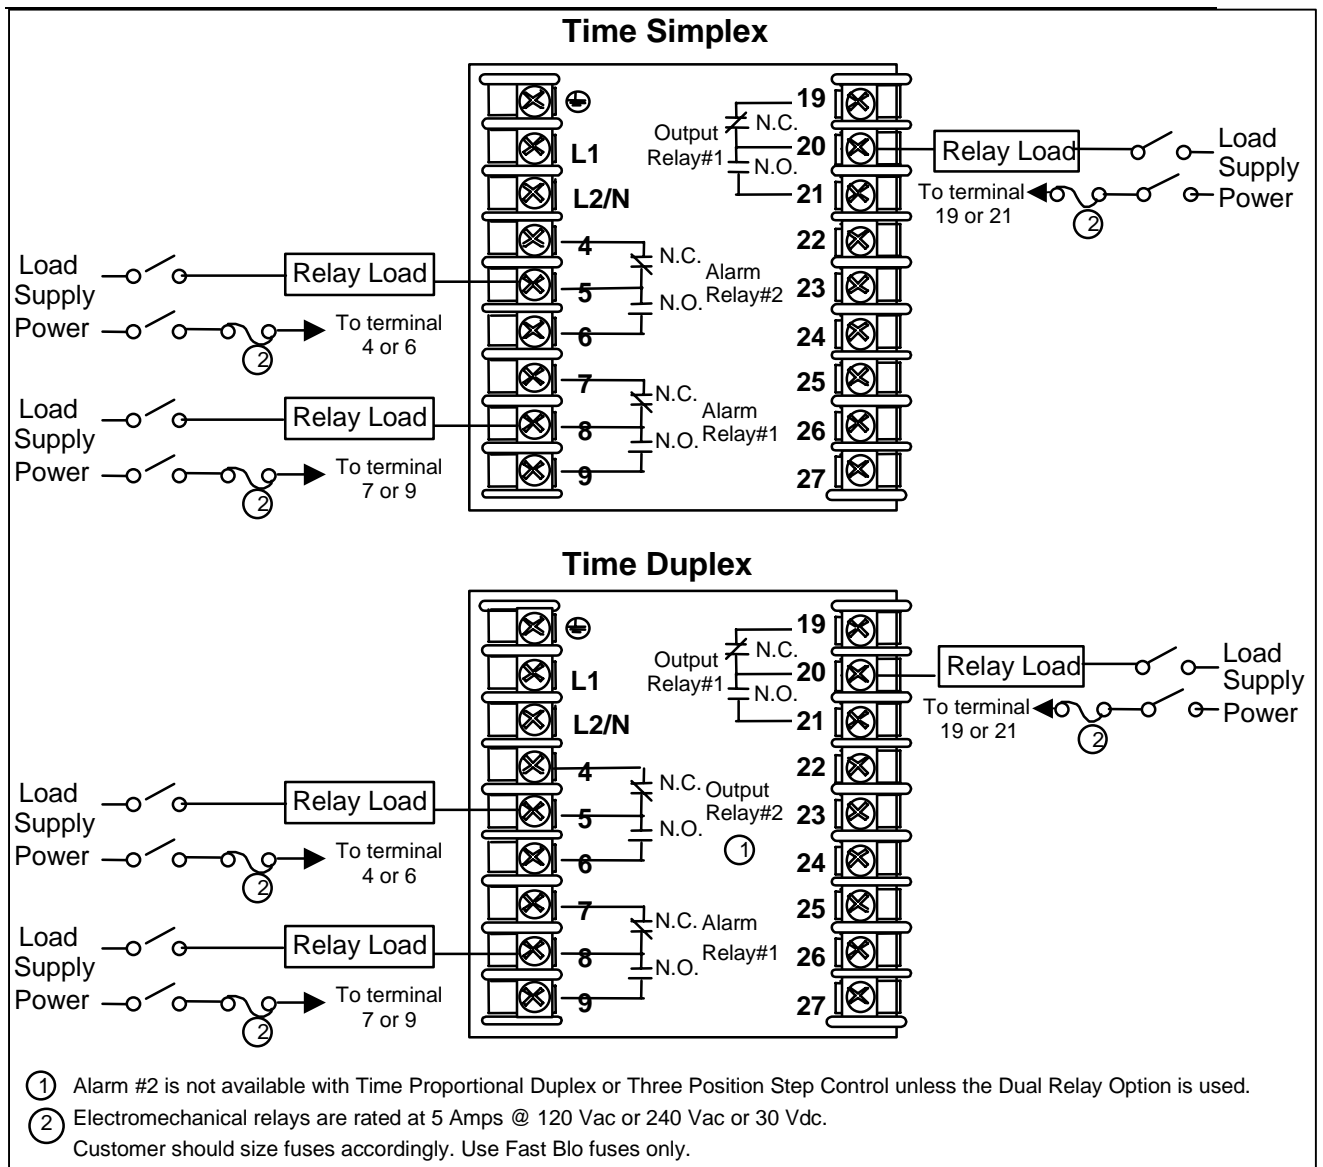 Time Simplex
L1
L2/N
4
5
6
7
8
9
Output
Relay#1
N.C.
N.O.
19
20
21
22
23
24
25
26
27
N.C.
N.O.
Alarm
Relay#2
N.C.
N.O.
Alarm
Relay#1
Relay Load
Load
Supply
Power
To terminal
19 or 21
2
Load
Supply
Power
Relay Load
To terminal
4 or 6
2
Load
Supply
Power
Relay Load
To terminal
7 or 9
2
Time Duplex
L1
L2/N
4
5
6
7
8
9
Output
Relay#1
N.C.
N.O.
19
20
21
22
23
24
25
26
27
N.C.
N.O.
Output
Relay#2
1
N.C.
N.O.
Alarm
Relay#1
Relay Load
Load
Supply
Power
To terminal
19 or 21
2
Load
Supply
Power
Relay Load
To terminal
4 or 6
2
Load
Supply
Power
Relay Load
To terminal
7 or 9
2
1 Alarm #2 is not available with Time Proportional Duplex or Three Position Step Control unless the Dual Relay Option is used.
2 Electromechanical relays are rated at 5 Amps @ 120 Vac or 240 Vac or 30 Vdc.
Customer should size fuses accordingly. Use Fast Blo fuses only.